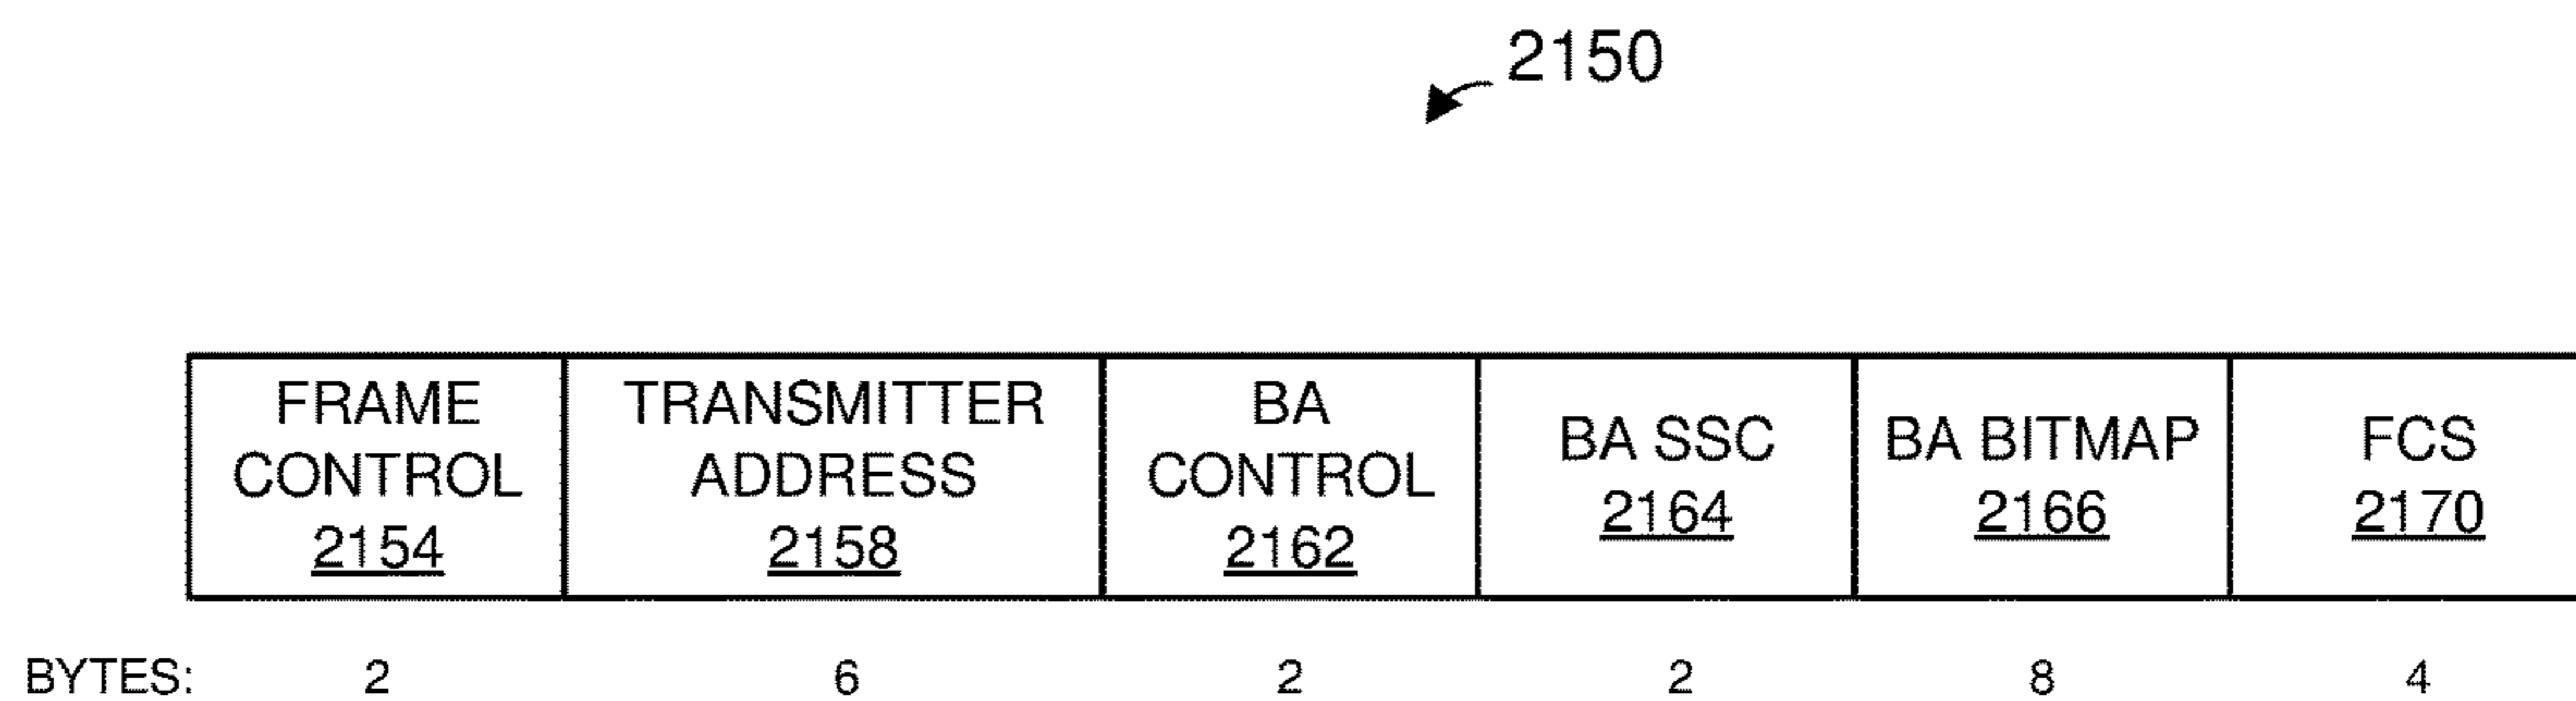 2150
FRAME
CONTROL
2154
TRANSMITTER
ADDRESS
2158
BA
CONTROL
2162
BA SSC
2164
BA BITMAP
2166
FCS
2170
BYTES: 2 6 2 2 8 4